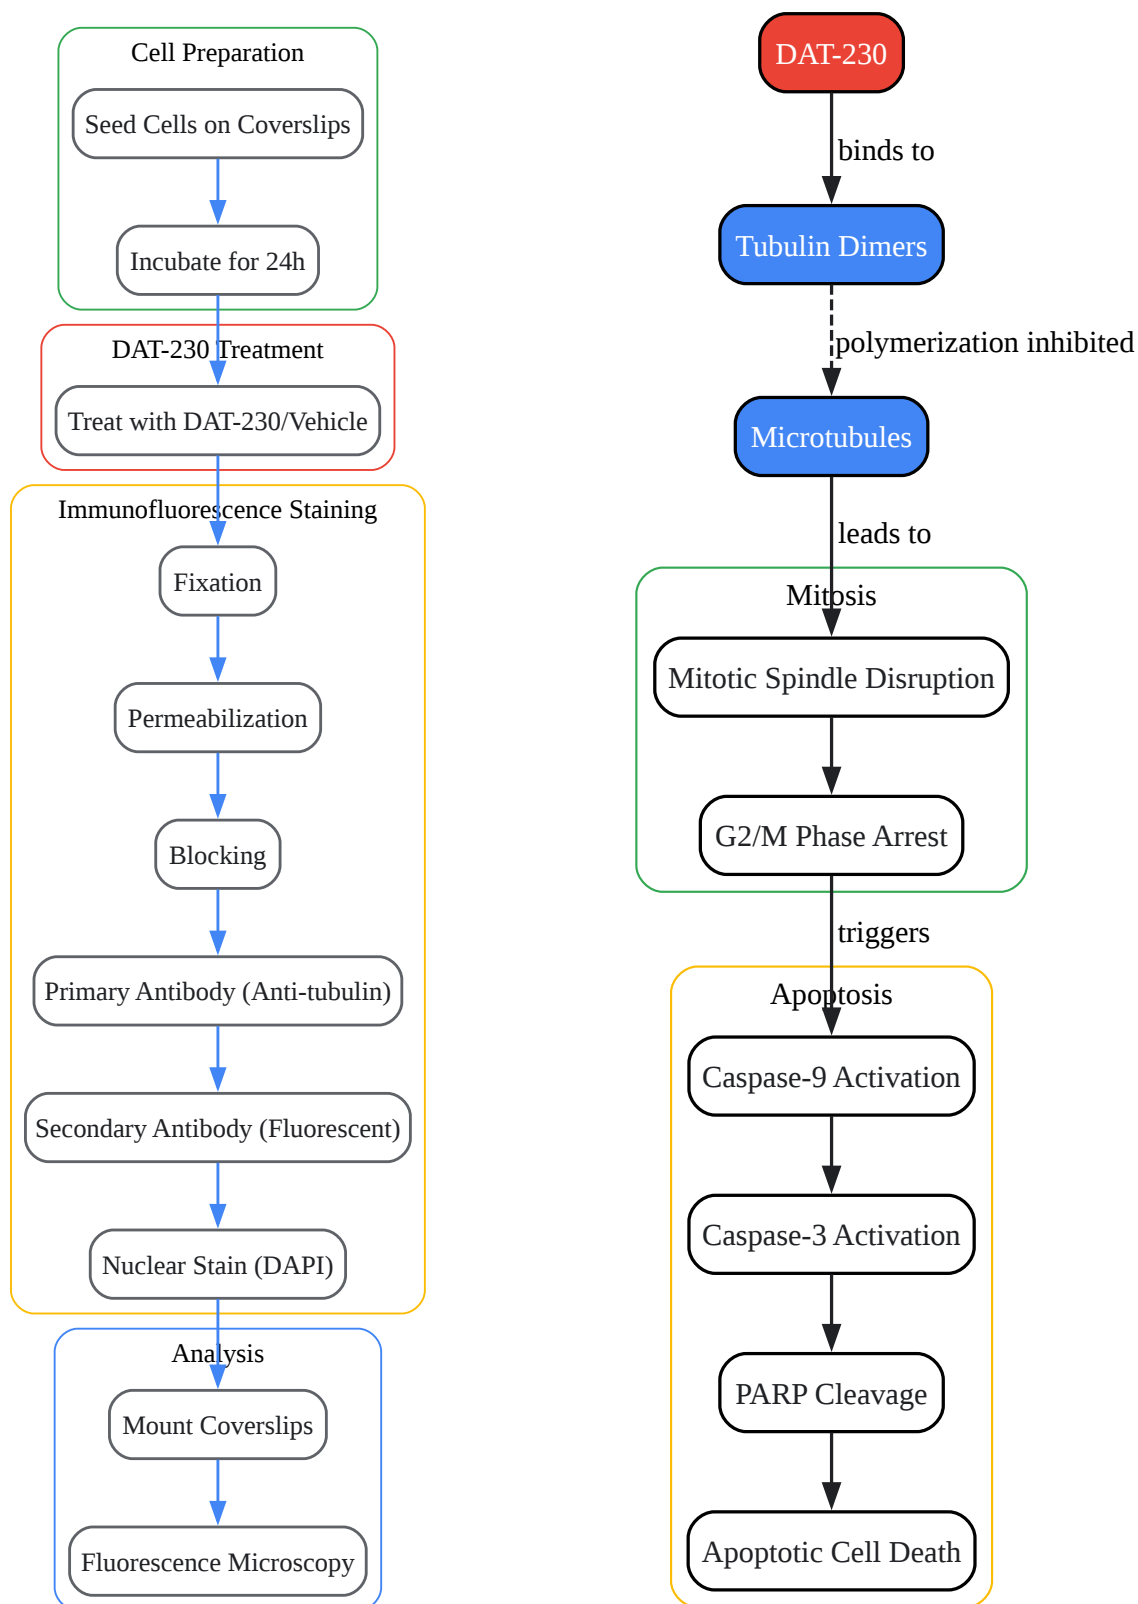 Cell Preparation
Seed Cells on Coverslips
Incubate for 24h
DAT-230 Treatment
Treat with DAT-230/Vehicle
Immunofluorescence Staining
Fixation
Permeabilization
Blocking
Primary Antibody (Anti-tubulin)
Secondary Antibody (Fluorescent)
Nuclear Stain (DAPI)
Analysis
Mount Coverslips
Fluorescence Microscopy
DAT-230
binds to
Tubulin Dimers
polymerization inhibited
Microtubules
leads to
Mitosis
Mitotic Spindle Disruption
G2/M Phase Arrest
triggers
Apoptosis
Caspase-9 Activation
Caspase-3 Activation
PARP Cleavage
Apoptotic Cell Death